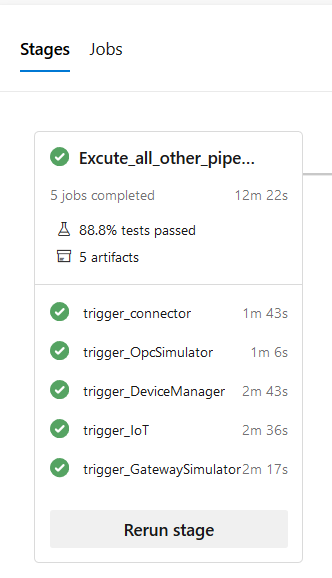 Stages Jobs
Excute_all_other_pipe...
5 jobs completed 12m 22s
88.8% tests passed
5 artifacts
trigger_connector 1m 43s
trigger_OpcSimulator 1m 6s
trigger_DeviceManager 2m 43s
trigger_IoT 2m 36s
trigger_GatewaySimulator 2m 17s
Rerun stage